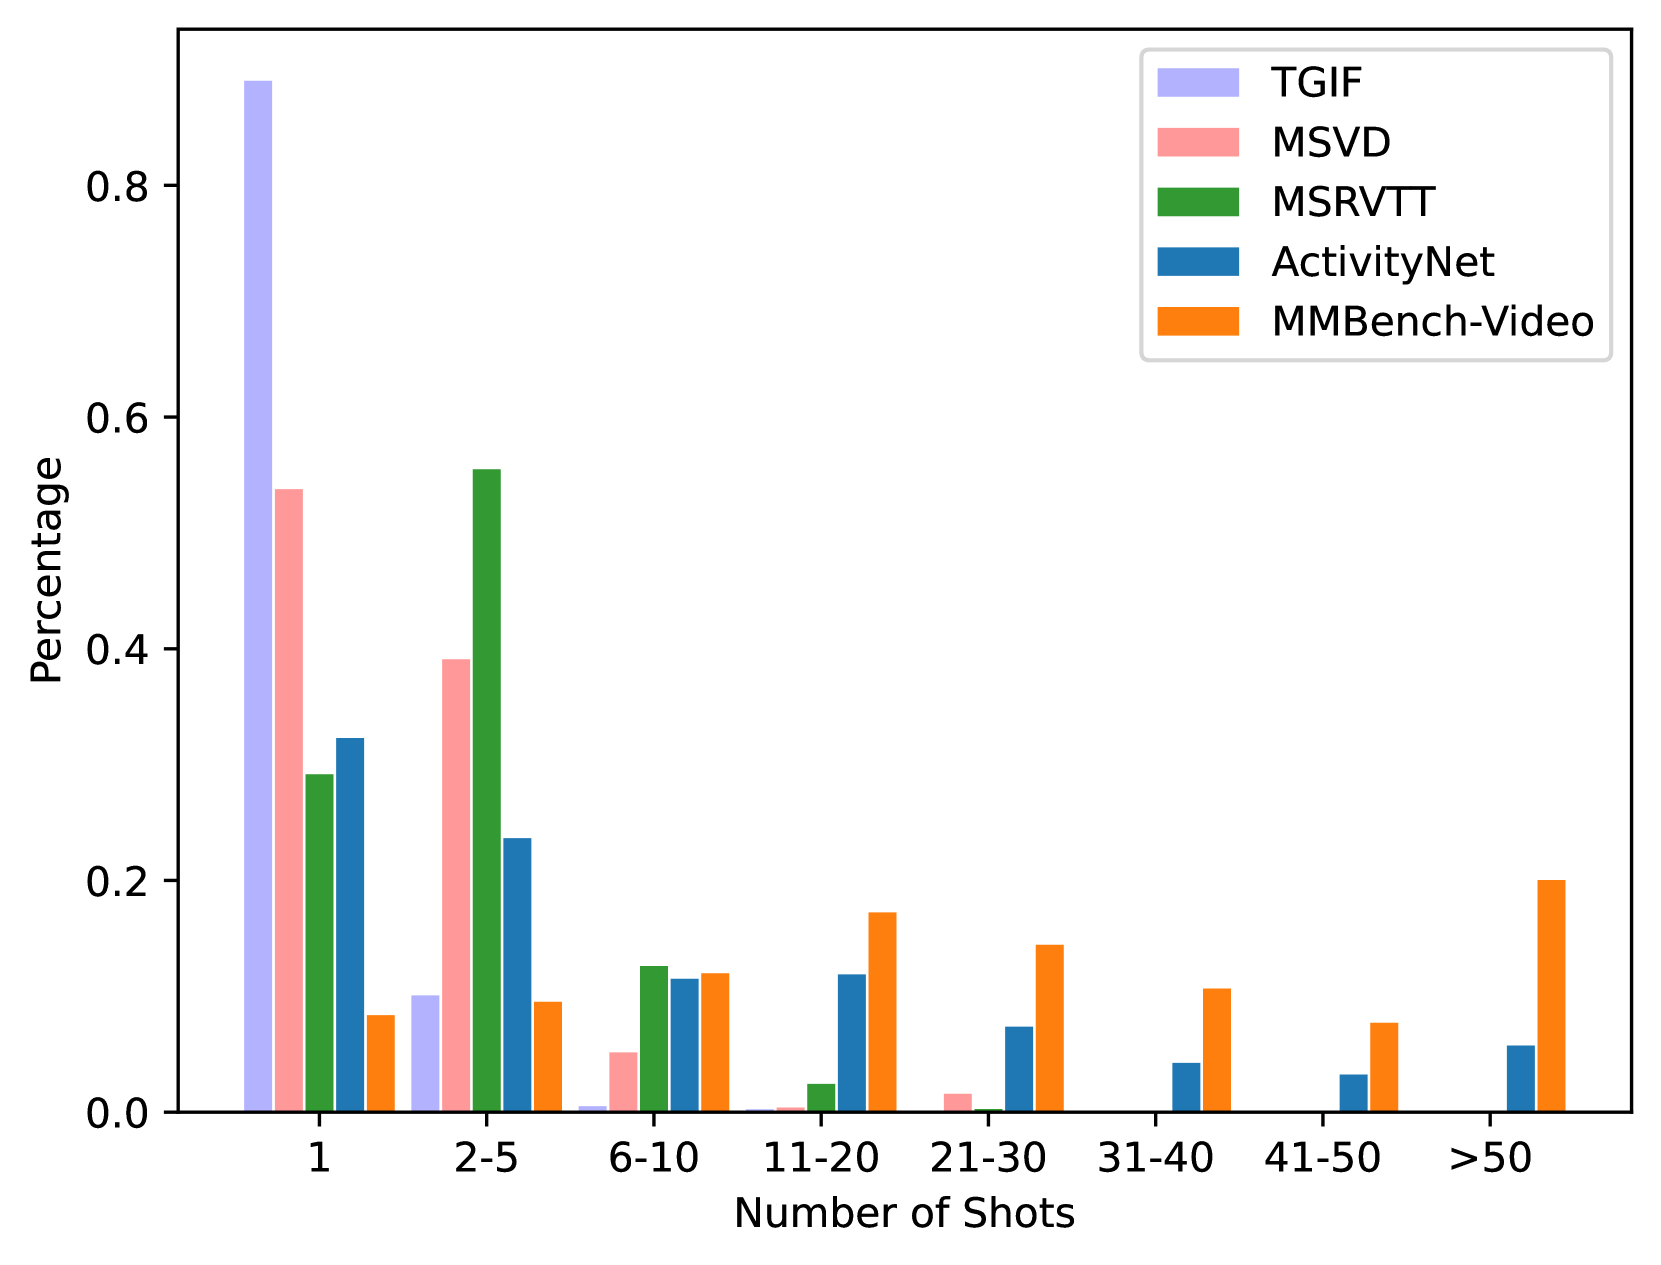 TGIF
MSVD
MSRVTT
ActivityNet
MMBench-Video
Percentage
0.8
0.6
0.4
0.2
0.0
1 2-5 6-10 11-20 21-30 31-40 41-50 >50
Number of Shots